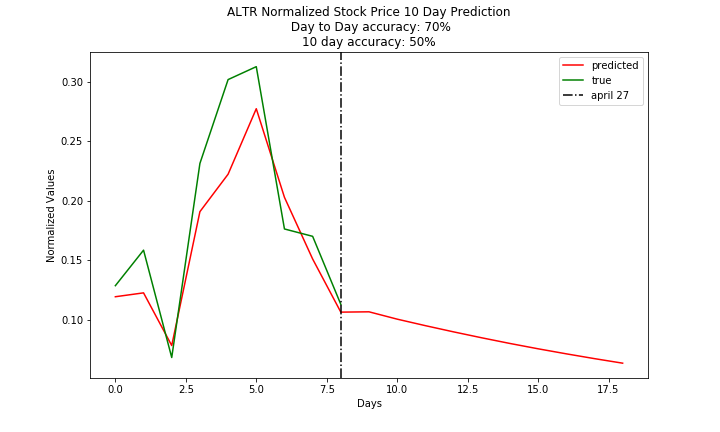 ALTR Normalized Stock Price 10 Day Prediction
Day to Day accuracy: 70%
10 day accuracy: 50%
predicted
true
april 27
0.30
0.25
0.20
0.15
0.10
Normalized Values
0.0 2.5 5.0 7.5 10.0 12.5 15.0 17.5
Days